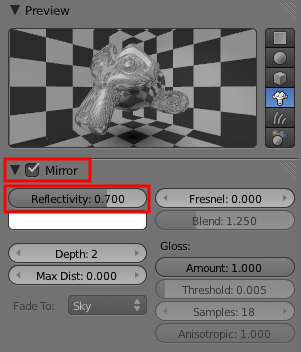 Preview
Mirror
Reflectivity: 0.700
Fresnel: 0.000
Blend: 1.250
Depth: 2
Gloss:
Max Dist: 0.000
Amount: 1.000
Threshold: 0.005
Fade To:
Sky
Samples: 18
Anisotropic: 1.000